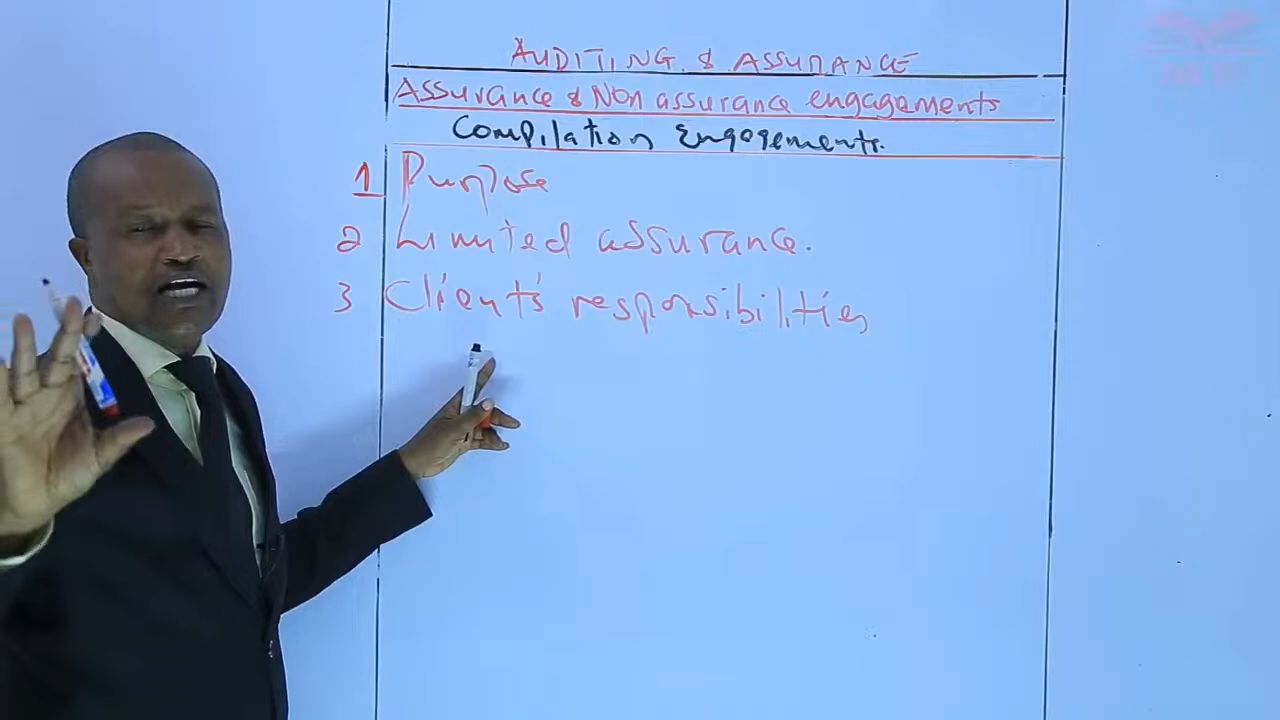 AUDITING & ASSURANCE
Assurance & Non assurance engagements
Compilation Engagements.
1 Purpose
2 Limited assurance.
3 Client's responsibilities